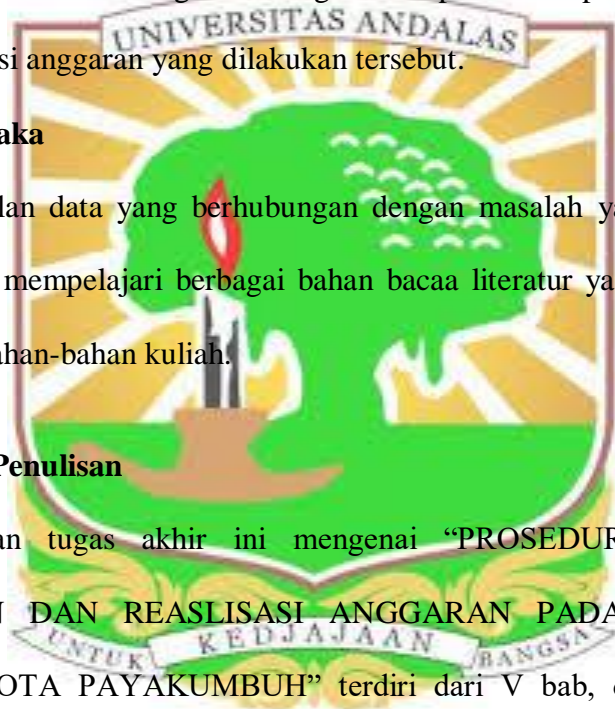 UNIVERSITAS ANDALAS
si anggaran yang dilakukan tersebut.
aka
lan data yang berhubungan dengan masalah ya
mempelajari berbagai bahan bacaa literatur ya
ahan-bahan kuliah.
Penulisan
an tugas akhir ini mengenai “PROSEDUR
N DAN REASLISASI ANGGARAN PADA
UNTUK KEDJAJAAN BANGSA
OTA PAYAKUMBUH” terdiri dari V bab,